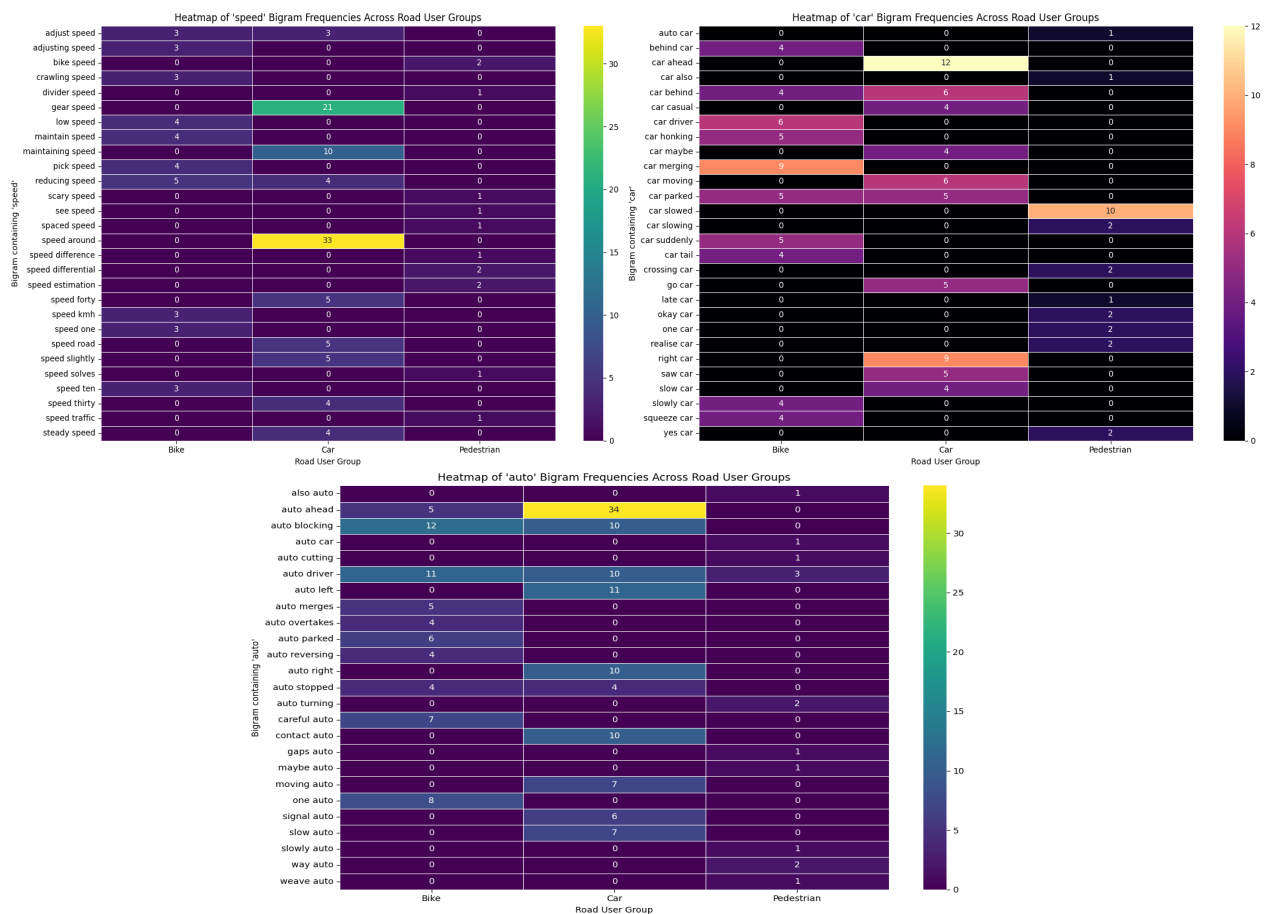 Heatmap of 'speed' Bigram Frequencies Across Road User Groups
Bigram containing 'speed'
adjust speed 3 3 0
adjusting speed 3 0 0
bike speed 0 0 2
crawling speed 3 0 0
divider speed 0 0 1
gear speed 0 21 0
low speed 4 0 0
maintain speed 4 0 0
maintaining speed 0 10 0
pick speed 4 0 0
reducing speed 5 4 0
scary speed 0 0 1
see speed 0 0 1
spaced speed 0 0 1
speed around 0 33 0
speed difference 0 0 1
speed differential 0 0 2
speed estimation 0 0 2
speed forty 0 5 0
speed kmh 3 0 0
speed one 3 0 0
speed road 0 5 0
speed slightly 0 5 0
speed solves 0 0 1
speed ten 3 0 0
speed thirty 0 4 0
speed traffic 0 0 1
steady speed 0 4 0
Bike Car Pedestrian
Road User Group
30
25
20
15
10
5
0
Heatmap of 'car' Bigram Frequencies Across Road User Groups
Bigram containing 'car'
auto car 0 0 1
behind car 4 0 0
car ahead 0 12 0
car also 0 0 1
car behind 4 6 0
car casual 0 4 0
car driver 6 0 0
car honking 5 0 0
car maybe 0 4 0
car merging 9 0 0
car moving 0 6 0
car parked 5 5 0
car slowed 0 0 10
car slowing 0 0 2
car suddenly 5 0 0
car tail 4 0 0
crossing car 0 0 2
go car 0 5 0
late car 0 0 1
okay car 0 0 2
one car 0 0 2
realise car 0 0 2
right car 0 9 0
saw car 0 5 0
slow car 0 4 0
slowly car 4 0 0
squeeze car 4 0 0
yes car 0 0 2
Bike Car Pedestrian
Road User Group
12
10
8
6
4
2
0
Heatmap of 'auto' Bigram Frequencies Across Road User Groups
Bigram containing 'auto'
also auto 0 0 1
auto ahead 5 34 0
auto blocking 12 10 0
auto car 0 0 1
auto cutting 0 0 1
auto driver 11 10 3
auto left 0 11 0
auto merges 5 0 0
auto overtakes 4 0 0
auto parked 6 0 0
auto reversing 4 0 0
auto right 0 10 0
auto stopped 4 4 0
auto turning 0 0 2
careful auto 7 0 0
contact auto 0 10 0
gaps auto 0 0 1
maybe auto 0 0 1
moving auto 0 7 0
one auto 8 0 0
signal auto 0 6 0
slow auto 0 7 0
slowly auto 0 0 1
way auto 0 0 2
weave auto 0 0 1
Bike Car Pedestrian
Road User Group
30
25
20
15
10
5
0